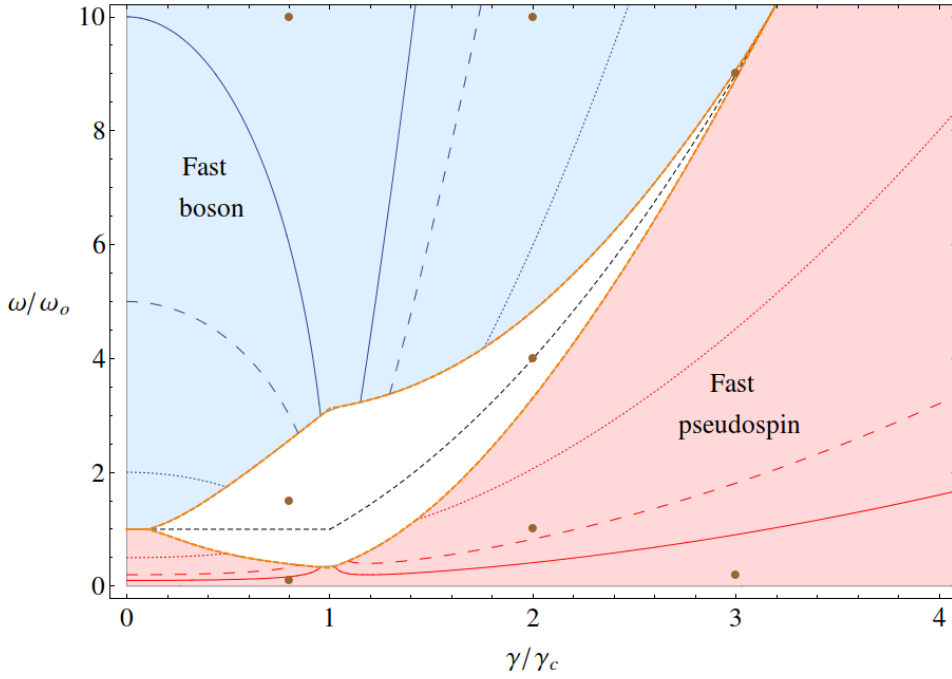 10
8
Fast
boson
6
ω/ω_o
4
Fast
pseudospin
2
0
0 1 2 3 4
γ/γ_c